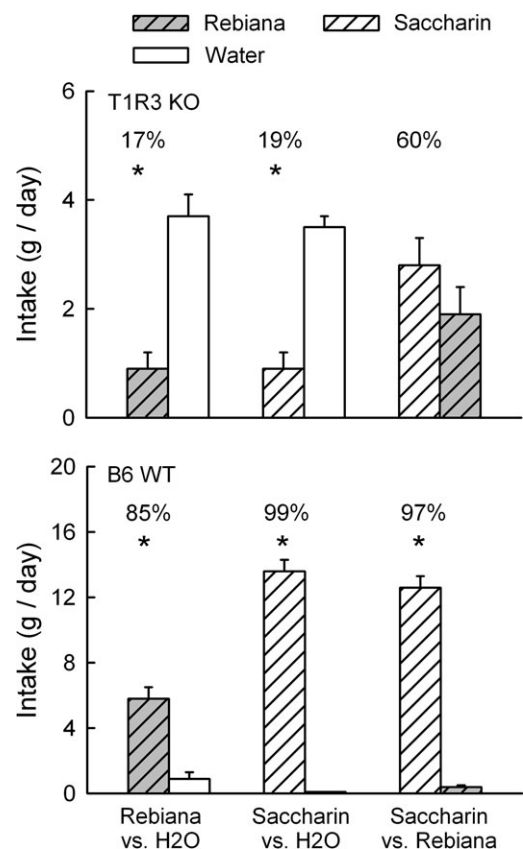 Rebiana Saccharin
Water
T1R3 KO
17% 19% 60%
* *
6
4
2
0
Intake (g / day)
B6 WT
85% 99% 97%
* * *
20
16
12
8
4
0
Intake (g / day)
Rebiana Saccharin Saccharin
vs. H2O vs. H2O vs. Rebiana